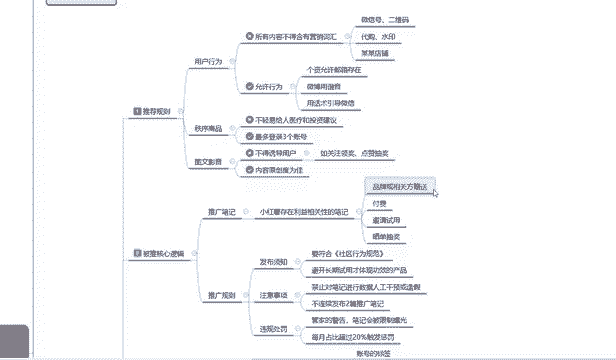 微信号、二维码
所有内容不得含有营销词汇
代购、水印
某某店铺
用户行为
个资允许邮箱存在
允许行为
微博用谐音
用话术引导微信
推荐规则
不轻易给人医疗和投资建议
秩序商品
最多登录3个账号
不得诱导用户
如关注领奖、点赞抽奖
图文影音
内容原创度为佳
品牌或相关方赠送
付费
推广笔记
小红薯存在利益相关性的笔记
邀请试用
晒单抽奖
被推核心逻辑
要符合《社区行为规范》
发布须知
避开长期试用才体现功效的产品
禁止对笔记进行数据人工干预或造假
推广规则
注意事项
不连续发布2篇推广笔记
管家的警告，笔记会被限制曝光
违规处罚
每月占比超过20%触发惩罚
账号的标签